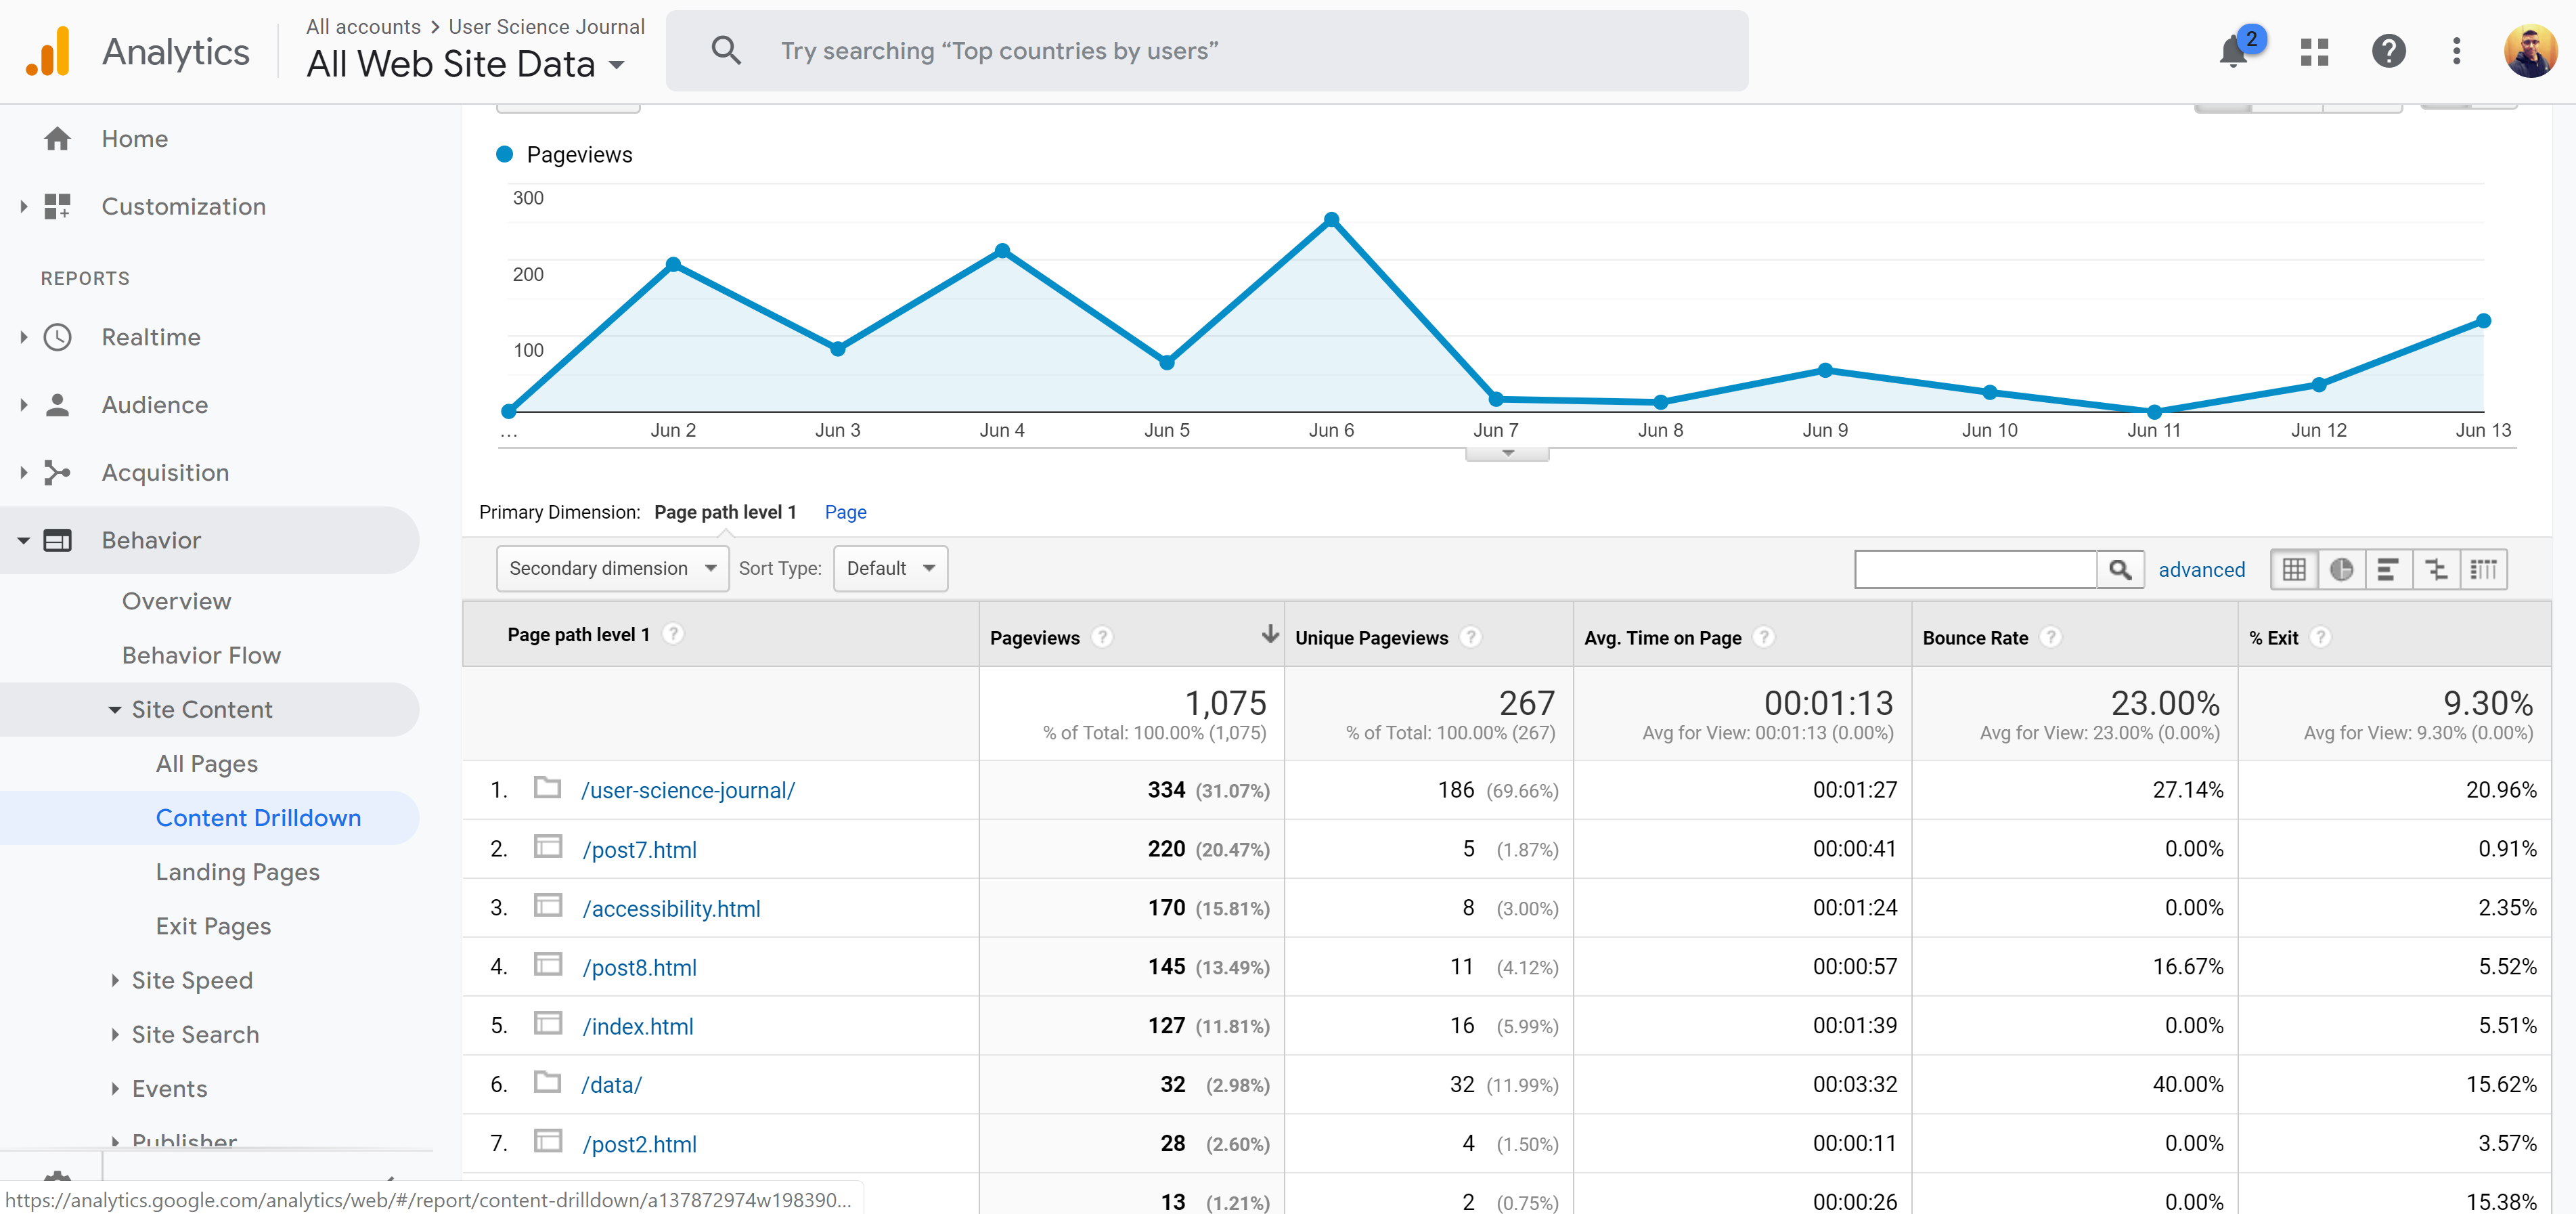 Analytics
All accounts > User Science Journal
All Web Site Data
Try searching “Top countries by users”
2
Home
Customization
REPORTS
Realtime
Audience
Acquisition
Behavior
Overview
Behavior Flow
Site Content
All Pages
Content Drilldown
Landing Pages
Exit Pages
Site Speed
Site Search
Events
Publisher
https://analytics.google.com/analytics/web/#/report/content-drilldown/a137872974w198390...
Pageviews
300
200
100
... Jun 2 Jun 3 Jun 4 Jun 5 Jun 6 Jun 7 Jun 8 Jun 9 Jun 10 Jun 11 Jun 12 Jun 13
Primary Dimension: Page path level 1 Page
Secondary dimension Sort Type: Default advanced
Page path level 1 ? Pageviews ? Unique Pageviews ? Avg. Time on Page ? Bounce Rate ? % Exit ?
1,075 267 00:01:13 23.00% 9.30%
% of Total: 100.00% (1,075) % of Total: 100.00% (267) Avg for View: 00:01:13 (0.00%) Avg for View: 23.00% (0.00%) Avg for View: 9.30% (0.00%)
1. /user-science-journal/ 334 (31.07%) 186 (69.66%) 00:01:27 27.14% 20.96%
2. /post7.html 220 (20.47%) 5 (1.87%) 00:00:41 0.00% 0.91%
3. /accessibility.html 170 (15.81%) 8 (3.00%) 00:01:24 0.00% 2.35%
4. /post8.html 145 (13.49%) 11 (4.12%) 00:00:57 16.67% 5.52%
5. /index.html 127 (11.81%) 16 (5.99%) 00:01:39 0.00% 5.51%
6. /data/ 32 (2.98%) 32 (11.99%) 00:03:32 40.00% 15.62%
7. /post2.html 28 (2.60%) 4 (1.50%) 00:00:11 0.00% 3.57%
13 (1.21%) 2 (0.75%) 00:00:26 0.00% 15.38%